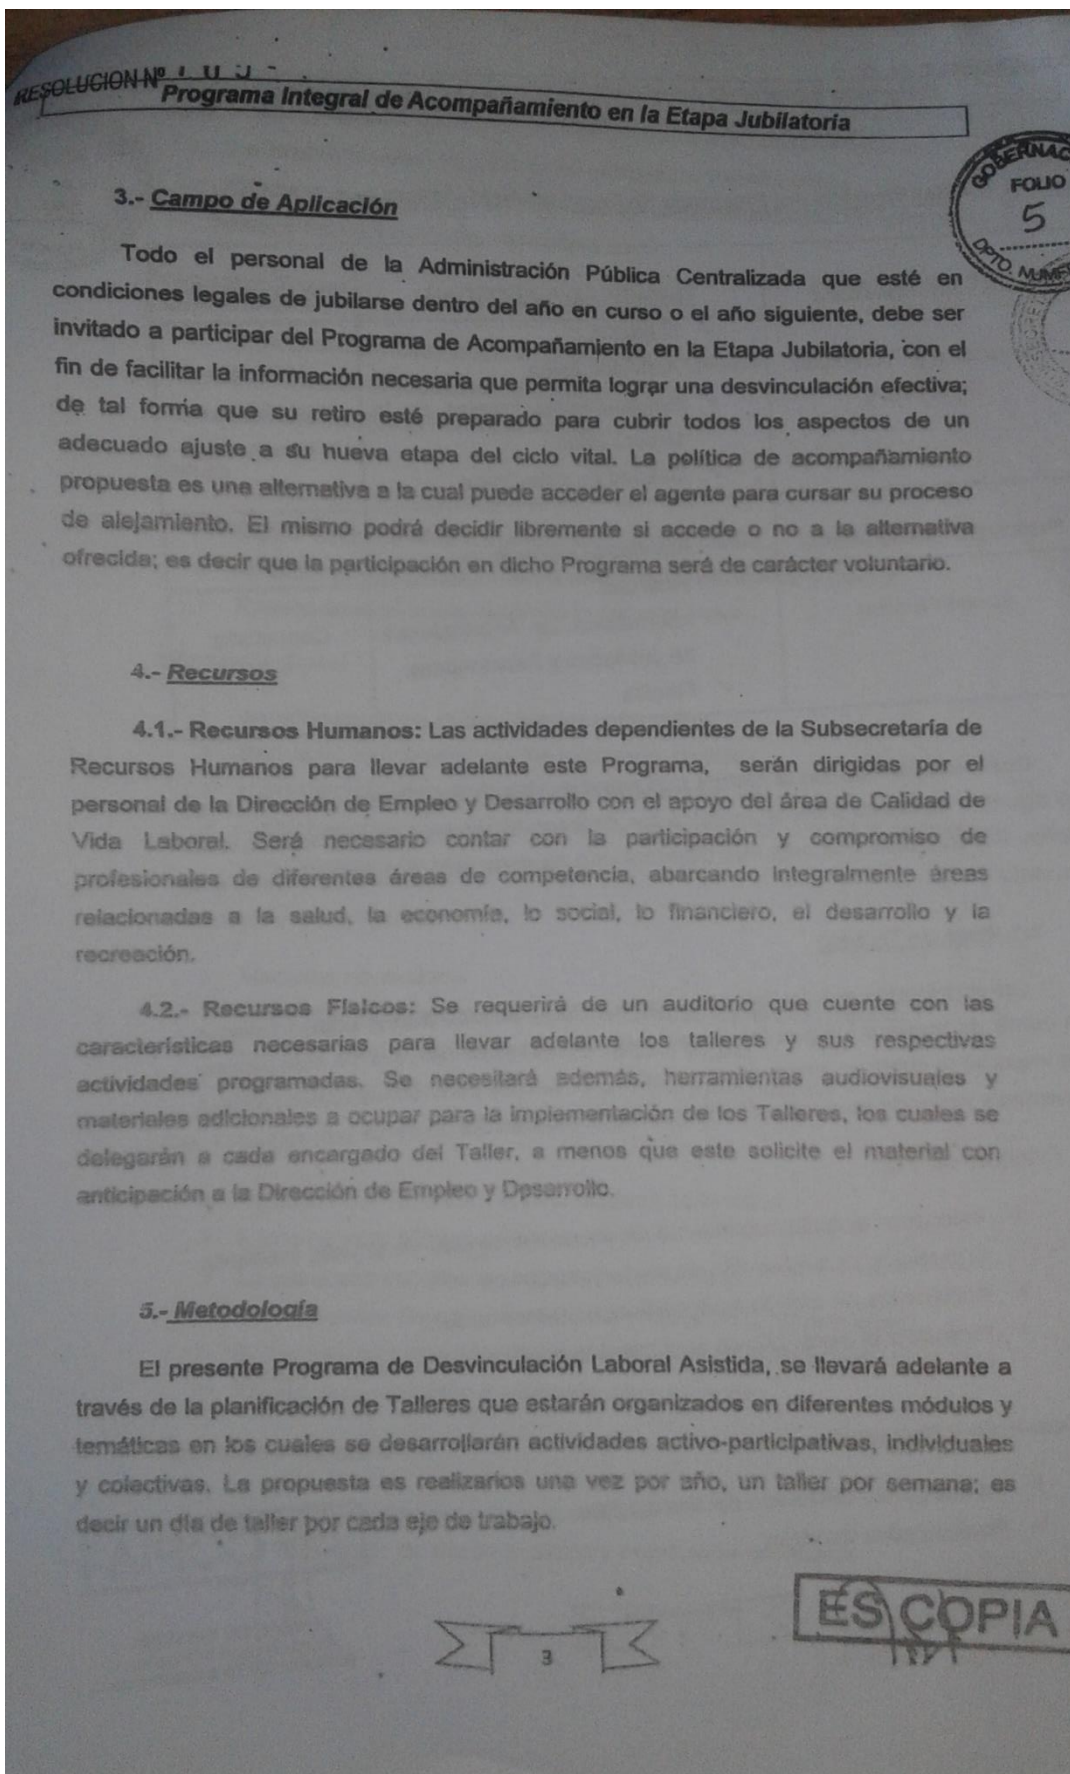 RESOLUCION Nº
Programa Integral de Acompañamiento en la Etapa Jubilatoria
GOBERNAC
FOLIO
5
DPTO. NUME
3.- Campo de Aplicación
Todo el personal de la Administración Pública Centralizada que esté en
condiciones legales de jubilarse dentro del año en curso o el año siguiente, debe ser
invitado a participar del Programa de Acompañamiento en la Etapa Jubilatoria, con el
fin de facilitar la información necesaria que permita lograr una desvinculación efectiva;
de tal forma que su retiro esté preparado para cubrir todos los aspectos de un
adecuado ajuste a su nueva etapa del ciclo vital. La política de acompañamiento
propuesta es una alternativa a la cual puede acceder el agente para cursar su proceso
de alejamiento. El mismo podrá decidir libremente si accede o no a la alternativa
ofrecida; es decir que la participación en dicho Programa será de carácter voluntario.
4.- Recursos
4.1.- Recursos Humanos: Las actividades dependientes de la Subsecretaría de
Recursos Humanos para llevar adelante este Programa, serán dirigidas por el
personal de la Dirección de Empleo y Desarrollo con el apoyo del área de Calidad de
Vida Laboral. Será necesario contar con la participación y compromiso de
profesionales de diferentes áreas de competencia, abarcando integralmente áreas
relacionadas a la salud, la economía, lo social, lo financiero, el desarrollo y la
recreación.
4.2.- Recursos Físicos: Se requerirá de un auditorio que cuente con las
características necesarias para llevar adelante los talleres y sus respectivas
actividades programadas. Se necesitará además, herramientas audiovisuales y
materiales adicionales a ocupar para la implementación de los Talleres, los cuales se
delegarán a cada encargado del Taller, a menos que este solicite el material con
anticipación a la Dirección de Empleo y Desarrollo.
5.- Metodología
El presente Programa de Desvinculación Laboral Asistida, se llevará adelante a
través de la planificación de Talleres que estarán organizados en diferentes módulos y
temáticas en los cuales se desarrollarán actividades activo-participativas, individuales
y colectivas. La propuesta es realizarlos una vez por año, un taller por semana; es
decir un día de taller por cada eje de trabajo.
3
ES COPIA